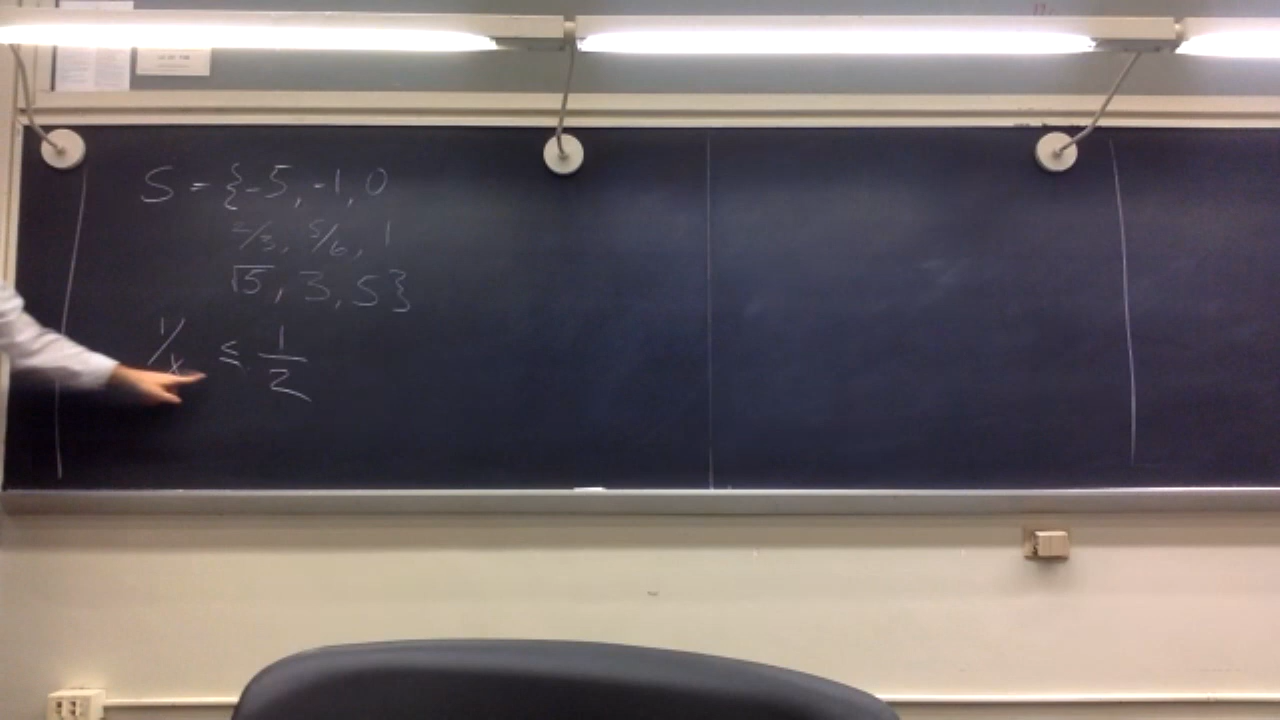 S = {-5, -1, 0
2/3, 5/6, 1
√5, 3, 5}
1/x ≤ 1/2